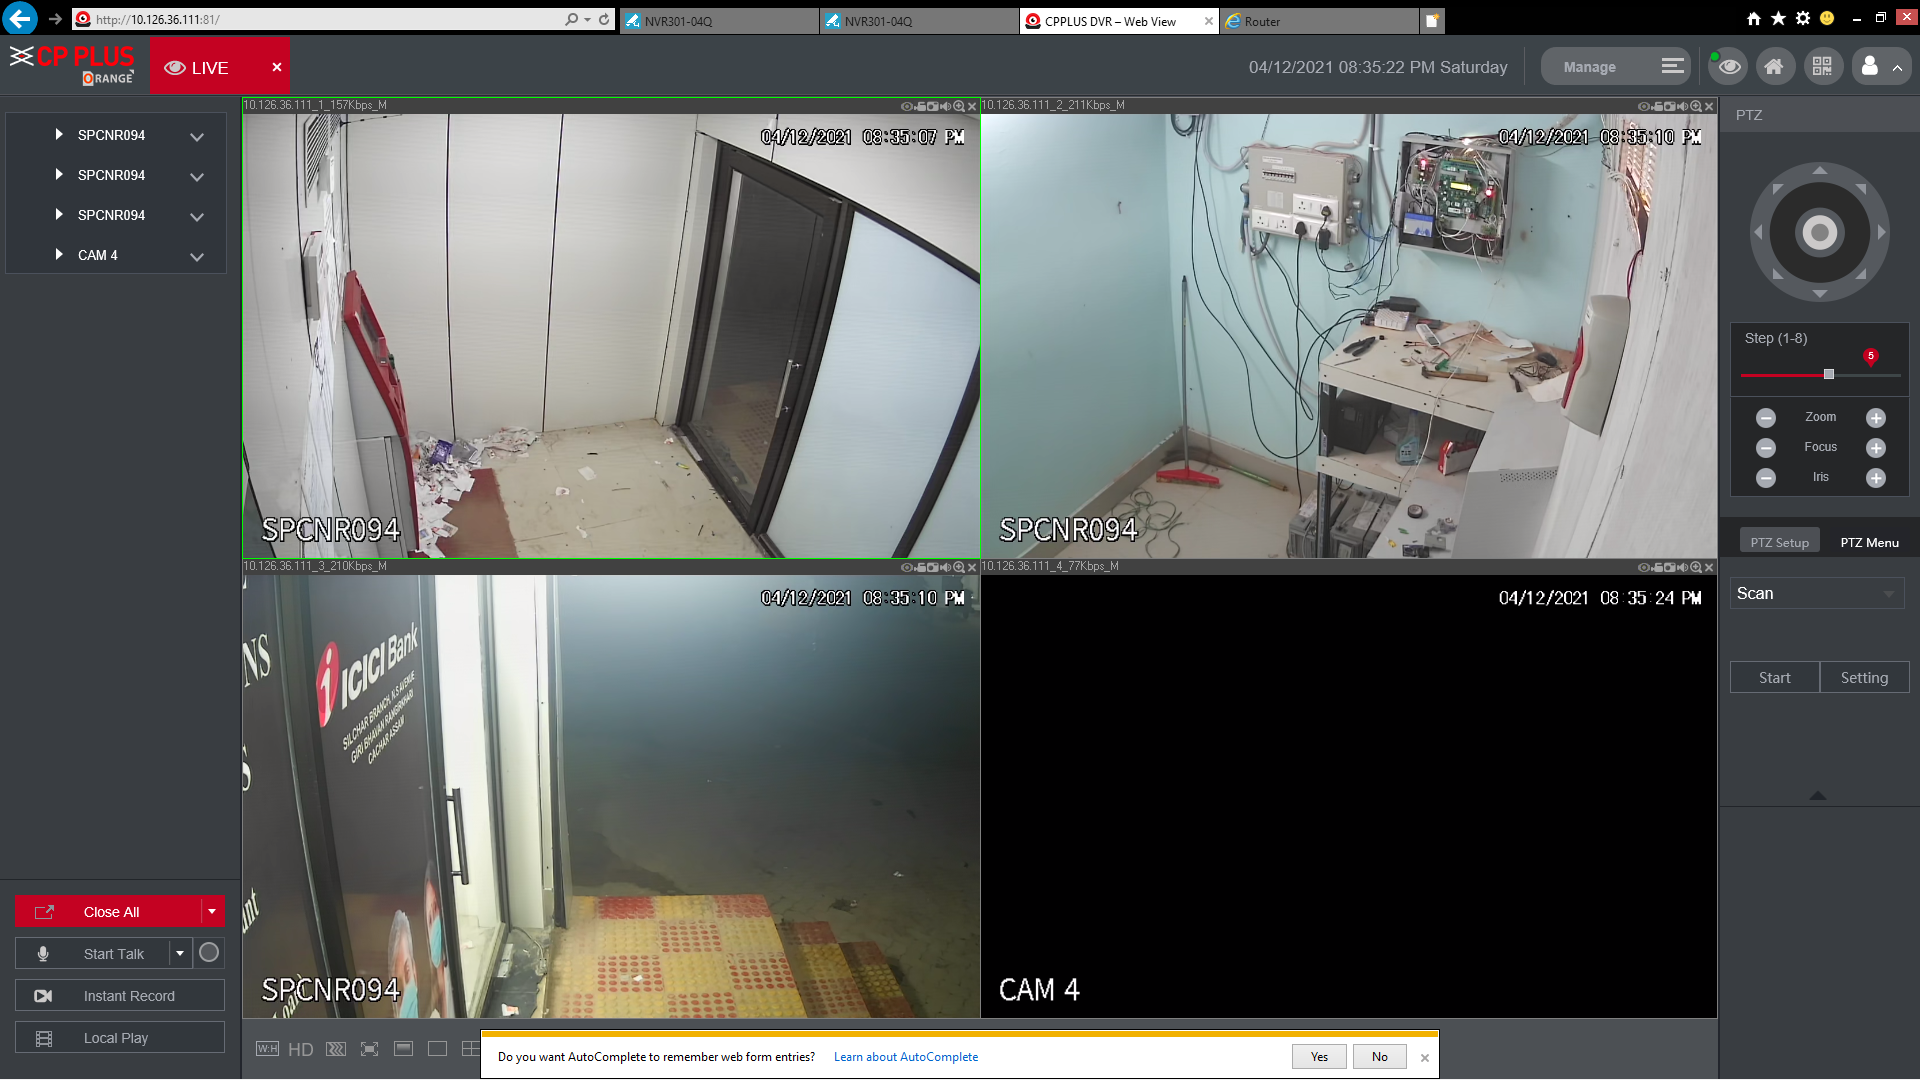 http://10.126.36.111:81/
NVR301-04Q
NVR301-04Q
CPPLUS DVR – Web View
Router
CP PLUS
ORANGE
LIVE
04/12/2021 08:35:22 PM Saturday
Manage
SPCNR094
SPCNR094
SPCNR094
CAM 4
10.126.36.111_1_157Kbps_M
04/12/2021 08:35:07 PM
SPCNR094
10.126.36.111_2_211Kbps_M
04/12/2021 08:35:10 PM
SPCNR094
10.126.36.111_3_210Kbps_M
04/12/2021 08:35:10 PM
NS
ICICI Bank
SILCHAR BRANCH, N.S AVENUE
GIRI BHAVAN RANGIRKHARI
CACHAR ASSAM
SPCNR094
10.126.36.111_4_77Kbps_M
04/12/2021 08:35:24 PM
CAM 4
PTZ
Step (1-8)
5
Zoom
Focus
Iris
PTZ Setup
PTZ Menu
Scan
Start
Setting
Close All
Start Talk
Instant Record
Local Play
W:H
HD
Do you want AutoComplete to remember web form entries?
Learn about AutoComplete
Yes
No